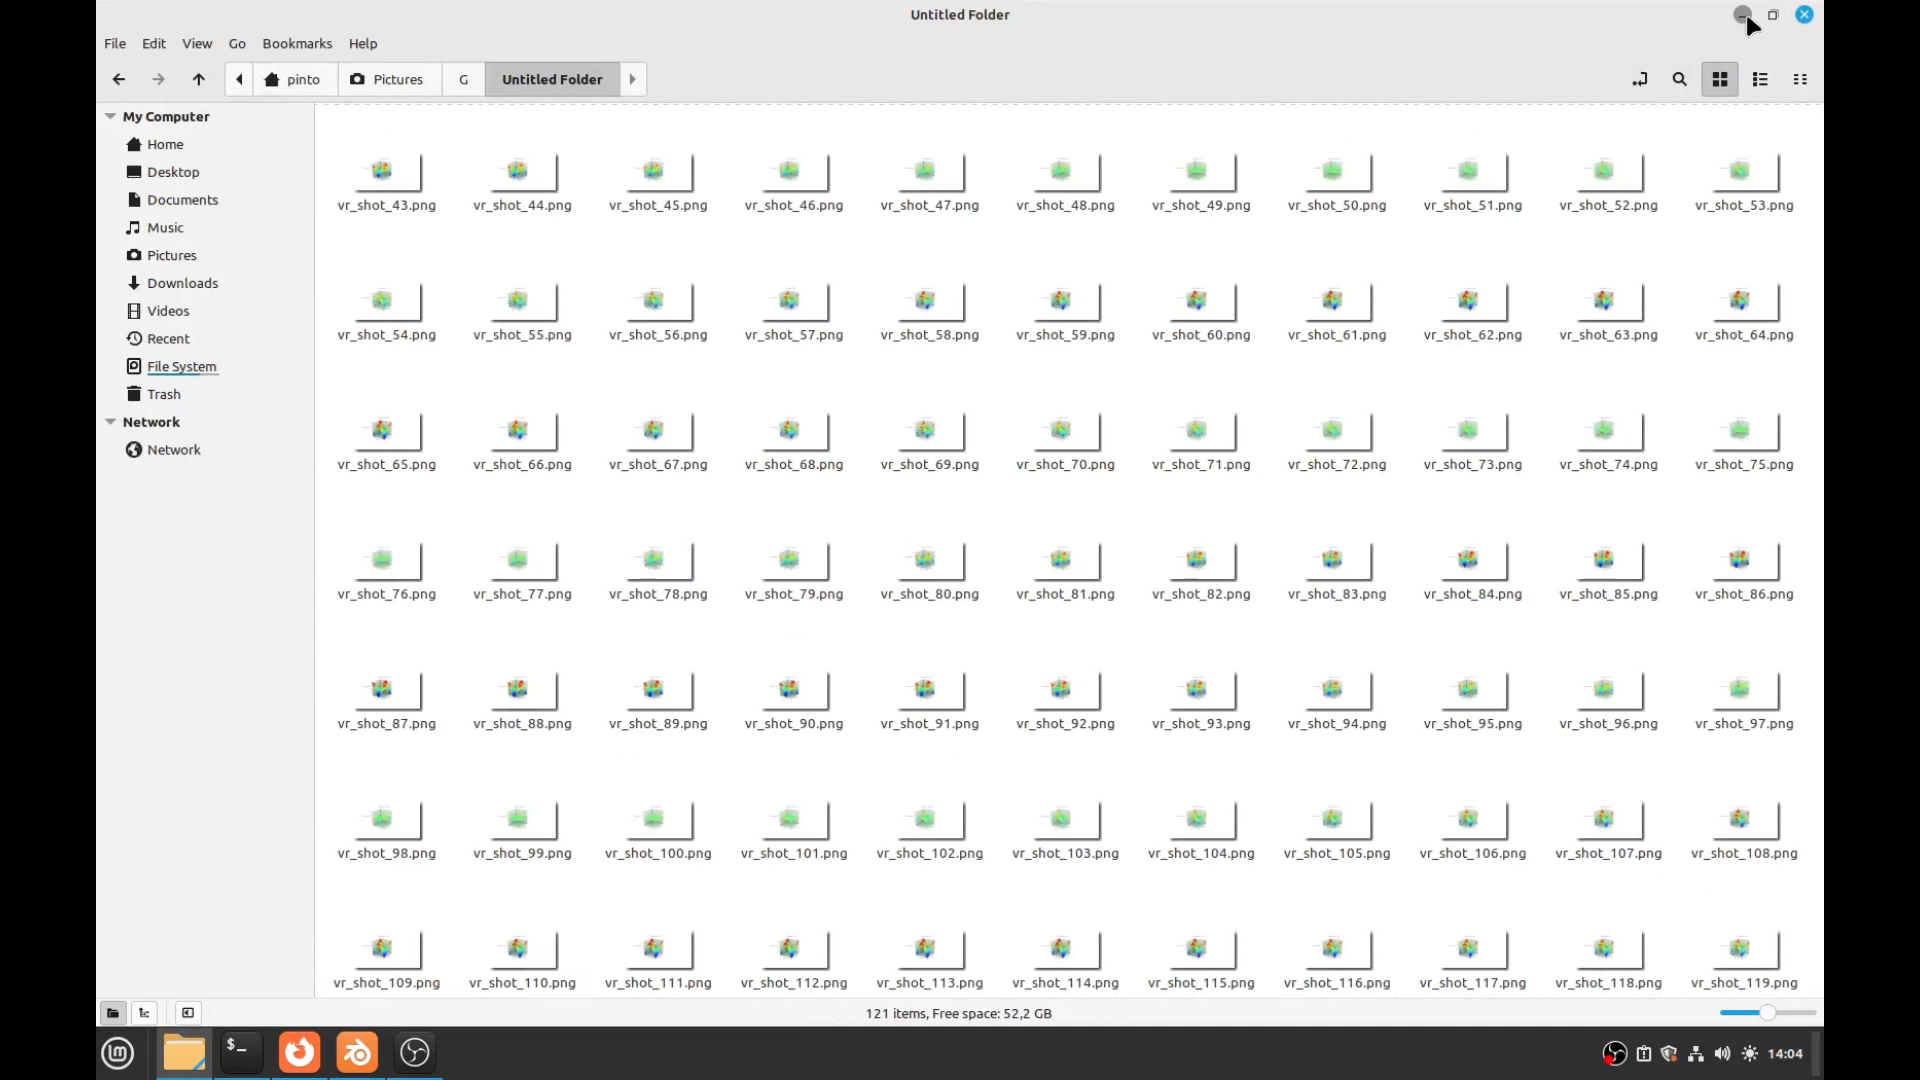 Untitled Folder
File Edit View Go Bookmarks Help
pinto Pictures G Untitled Folder
My Computer
Home
Desktop
Documents
Music
Pictures
Downloads
Videos
Recent
File System
Trash
Network
Network
vr_shot_43.png vr_shot_44.png vr_shot_45.png vr_shot_46.png vr_shot_47.png vr_shot_48.png vr_shot_49.png vr_shot_50.png vr_shot_51.png vr_shot_52.png vr_shot_53.png
vr_shot_54.png vr_shot_55.png vr_shot_56.png vr_shot_57.png vr_shot_58.png vr_shot_59.png vr_shot_60.png vr_shot_61.png vr_shot_62.png vr_shot_63.png vr_shot_64.png
vr_shot_65.png vr_shot_66.png vr_shot_67.png vr_shot_68.png vr_shot_69.png vr_shot_70.png vr_shot_71.png vr_shot_72.png vr_shot_73.png vr_shot_74.png vr_shot_75.png
vr_shot_76.png vr_shot_77.png vr_shot_78.png vr_shot_79.png vr_shot_80.png vr_shot_81.png vr_shot_82.png vr_shot_83.png vr_shot_84.png vr_shot_85.png vr_shot_86.png
vr_shot_87.png vr_shot_88.png vr_shot_89.png vr_shot_90.png vr_shot_91.png vr_shot_92.png vr_shot_93.png vr_shot_94.png vr_shot_95.png vr_shot_96.png vr_shot_97.png
vr_shot_98.png vr_shot_99.png vr_shot_100.png vr_shot_101.png vr_shot_102.png vr_shot_103.png vr_shot_104.png vr_shot_105.png vr_shot_106.png vr_shot_107.png vr_shot_108.png
vr_shot_109.png vr_shot_110.png vr_shot_111.png vr_shot_112.png vr_shot_113.png vr_shot_114.png vr_shot_115.png vr_shot_116.png vr_shot_117.png vr_shot_118.png vr_shot_119.png
121 items, Free space: 52,2 GB
$_ 14:04